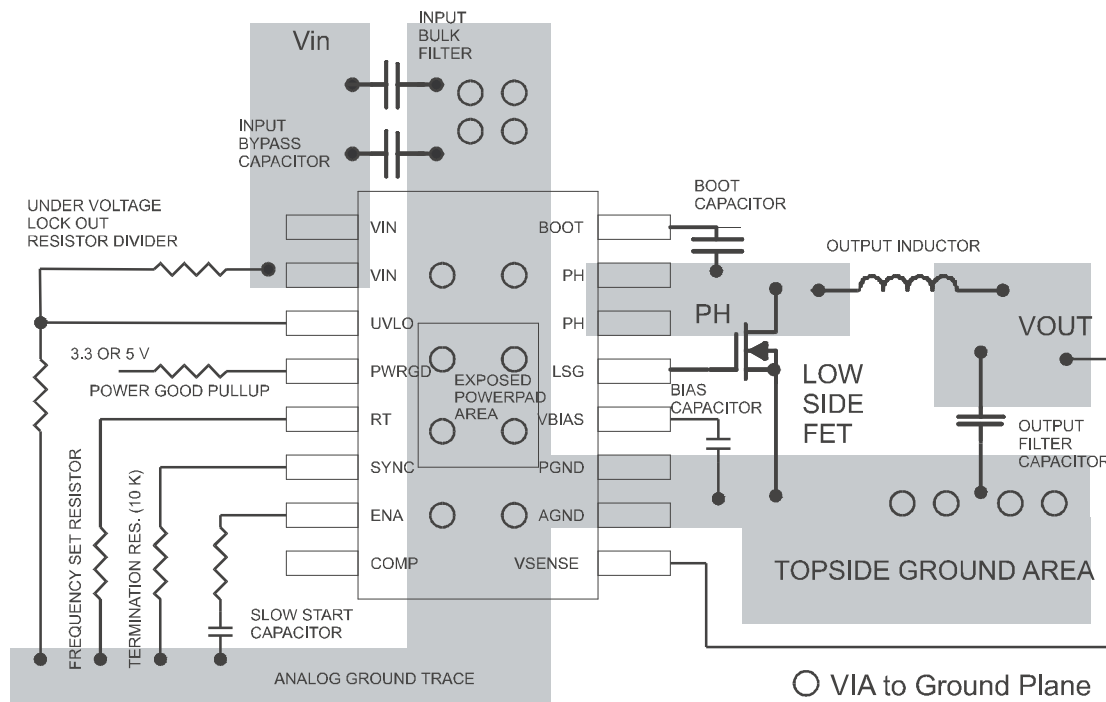 INPUT
BULK
FILTER
Vin
INPUT
BYPASS
CAPACITOR
UNDER VOLTAGE
LOCK OUT
RESISTOR DIVIDER
BOOT
CAPACITOR
OUTPUT INDUCTOR
VIN
BOOT
VIN
PH
PH
UVLO
PH
VOUT
3.3 OR 5 V
POWER GOOD PULLUP
PWRGD
EXPOSED
POWERPAD
AREA
LSG
BIAS
CAPACITOR
LOW
SIDE
FET
RT
VBIAS
OUTPUT
FILTER
CAPACITOR
SYNC
PGND
ENA
AGND
COMP
VSENSE
TOPSIDE GROUND AREA
FREQUENCY SET RESISTOR
TERMINATION RES. (10 K)
SLOW START
CAPACITOR
ANALOG GROUND TRACE
VIA to Ground Plane